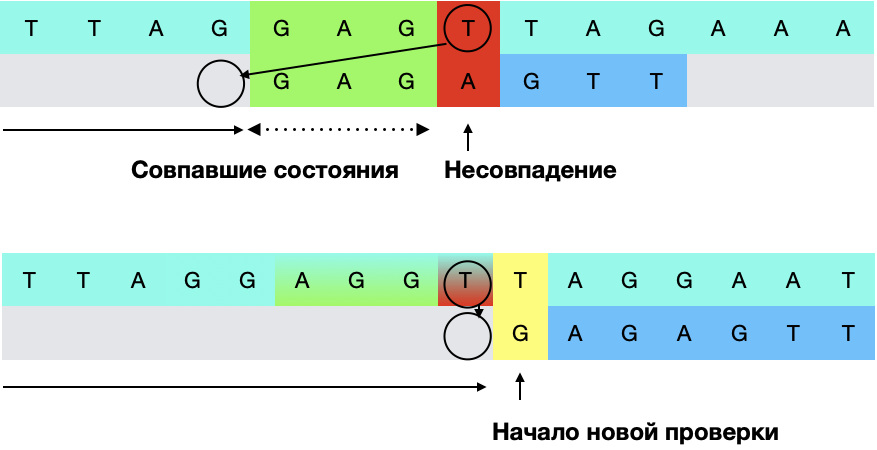 T T A G G A G T T A G A A A
G A G A G T T
Совпавшие состояния Несовпадение
T T A G G A G G T T A G G A A T
G A G A G T T
Начало новой проверки